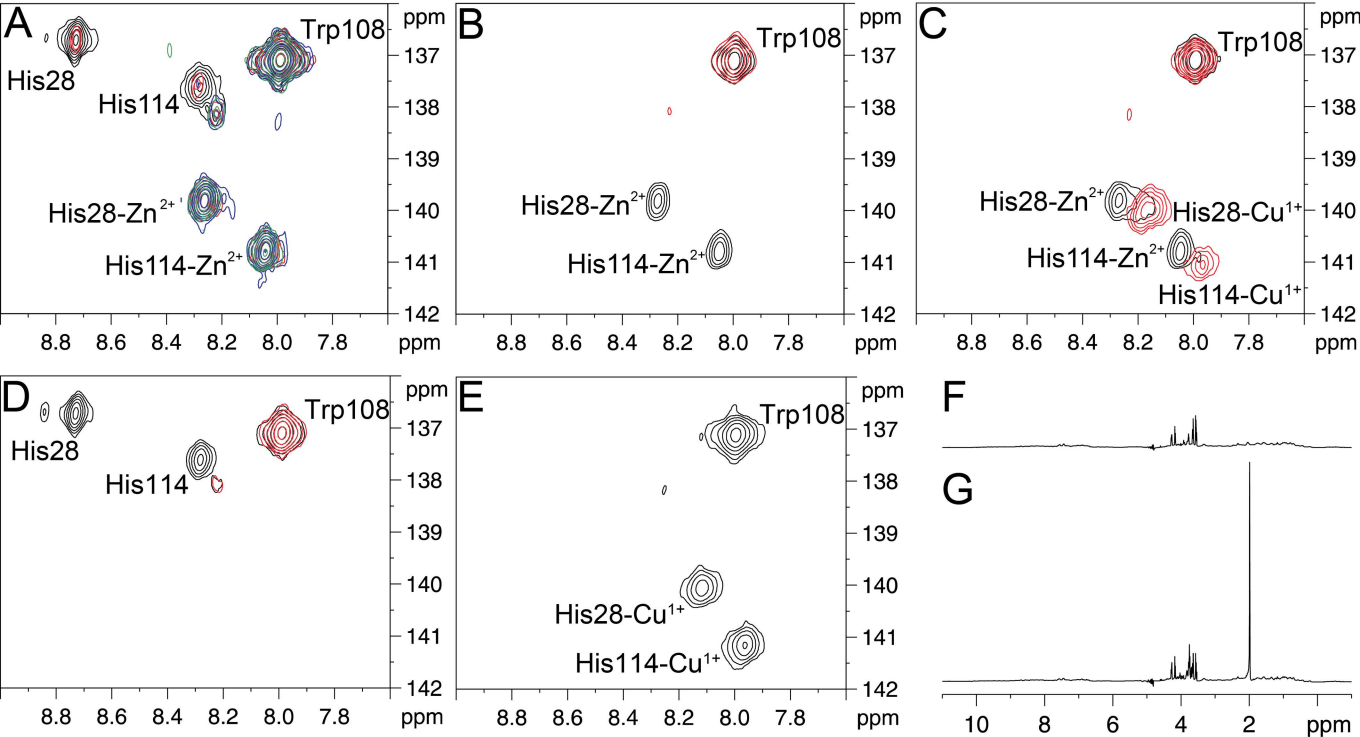 A
ppm
Trp108
137
His28
His114
138
139
His28-Zn2+
140
His114-Zn2+
141
142
8.8 8.6 8.4 8.2 8.0 7.8 ppm
B
ppm
Trp108
137
138
139
His28-Zn2+
140
His114-Zn2+
141
142
8.8 8.6 8.4 8.2 8.0 7.8 ppm
C
ppm
Trp108
137
138
139
His28-Zn2+ His28-Cu1+
140
His114-Zn2+
141
His114-Cu1+
142
8.8 8.6 8.4 8.2 8.0 7.8 ppm
D
ppm
Trp108
137
His28
His114
138
139
140
141
142
8.8 8.6 8.4 8.2 8.0 7.8 ppm
E
ppm
Trp108
137
138
139
140
His28-Cu1+
141
His114-Cu1+
142
8.8 8.6 8.4 8.2 8.0 7.8 ppm
F
G
10 8 6 4 2 ppm